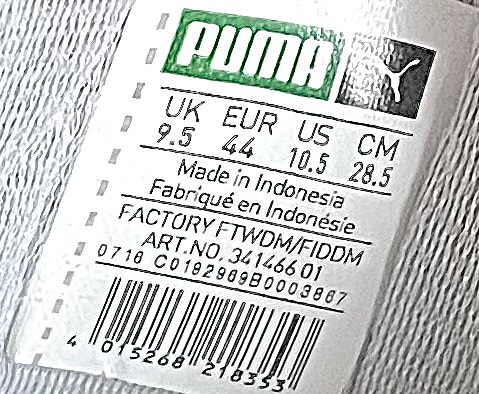 PUMA
UK EUR US CM
9.5 44 10.5 28.5
Made in Indonesia
Fabriqué en Indonésie
FACTORY FTWDM/FIDDM
ART.NO. 341466 01
0716 C0182989B0003867
4 015268 218353